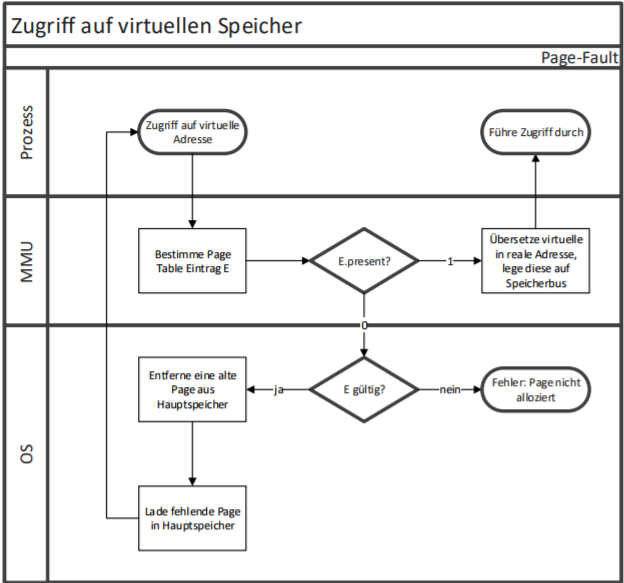 Zugriff auf virtuellen Speicher
Page-Fault
Prozess
Zugriff auf virtuelle
Adresse
Führe Zugriff durch
MMU
Bestimme Page
Table Eintrag E
E.present?
1
Übersetze virtuelle
in reale Adresse,
lege diese auf
Speicherbus
0
OS
Entferne eine alte
Page aus
Hauptspeicher
ja
E gültig?
nein
Fehler: Page nicht
alloziert
Lade fehlende Page
in Hauptspeicher